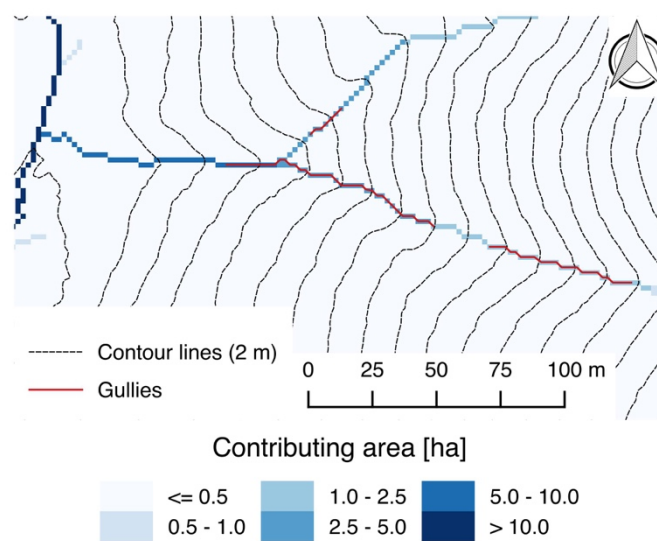 Contour lines (2 m)
Gullies
0 25 50 75 100 m
Contributing area [ha]
<= 0.5 1.0 - 2.5 5.0 - 10.0
0.5 - 1.0 2.5 - 5.0 > 10.0